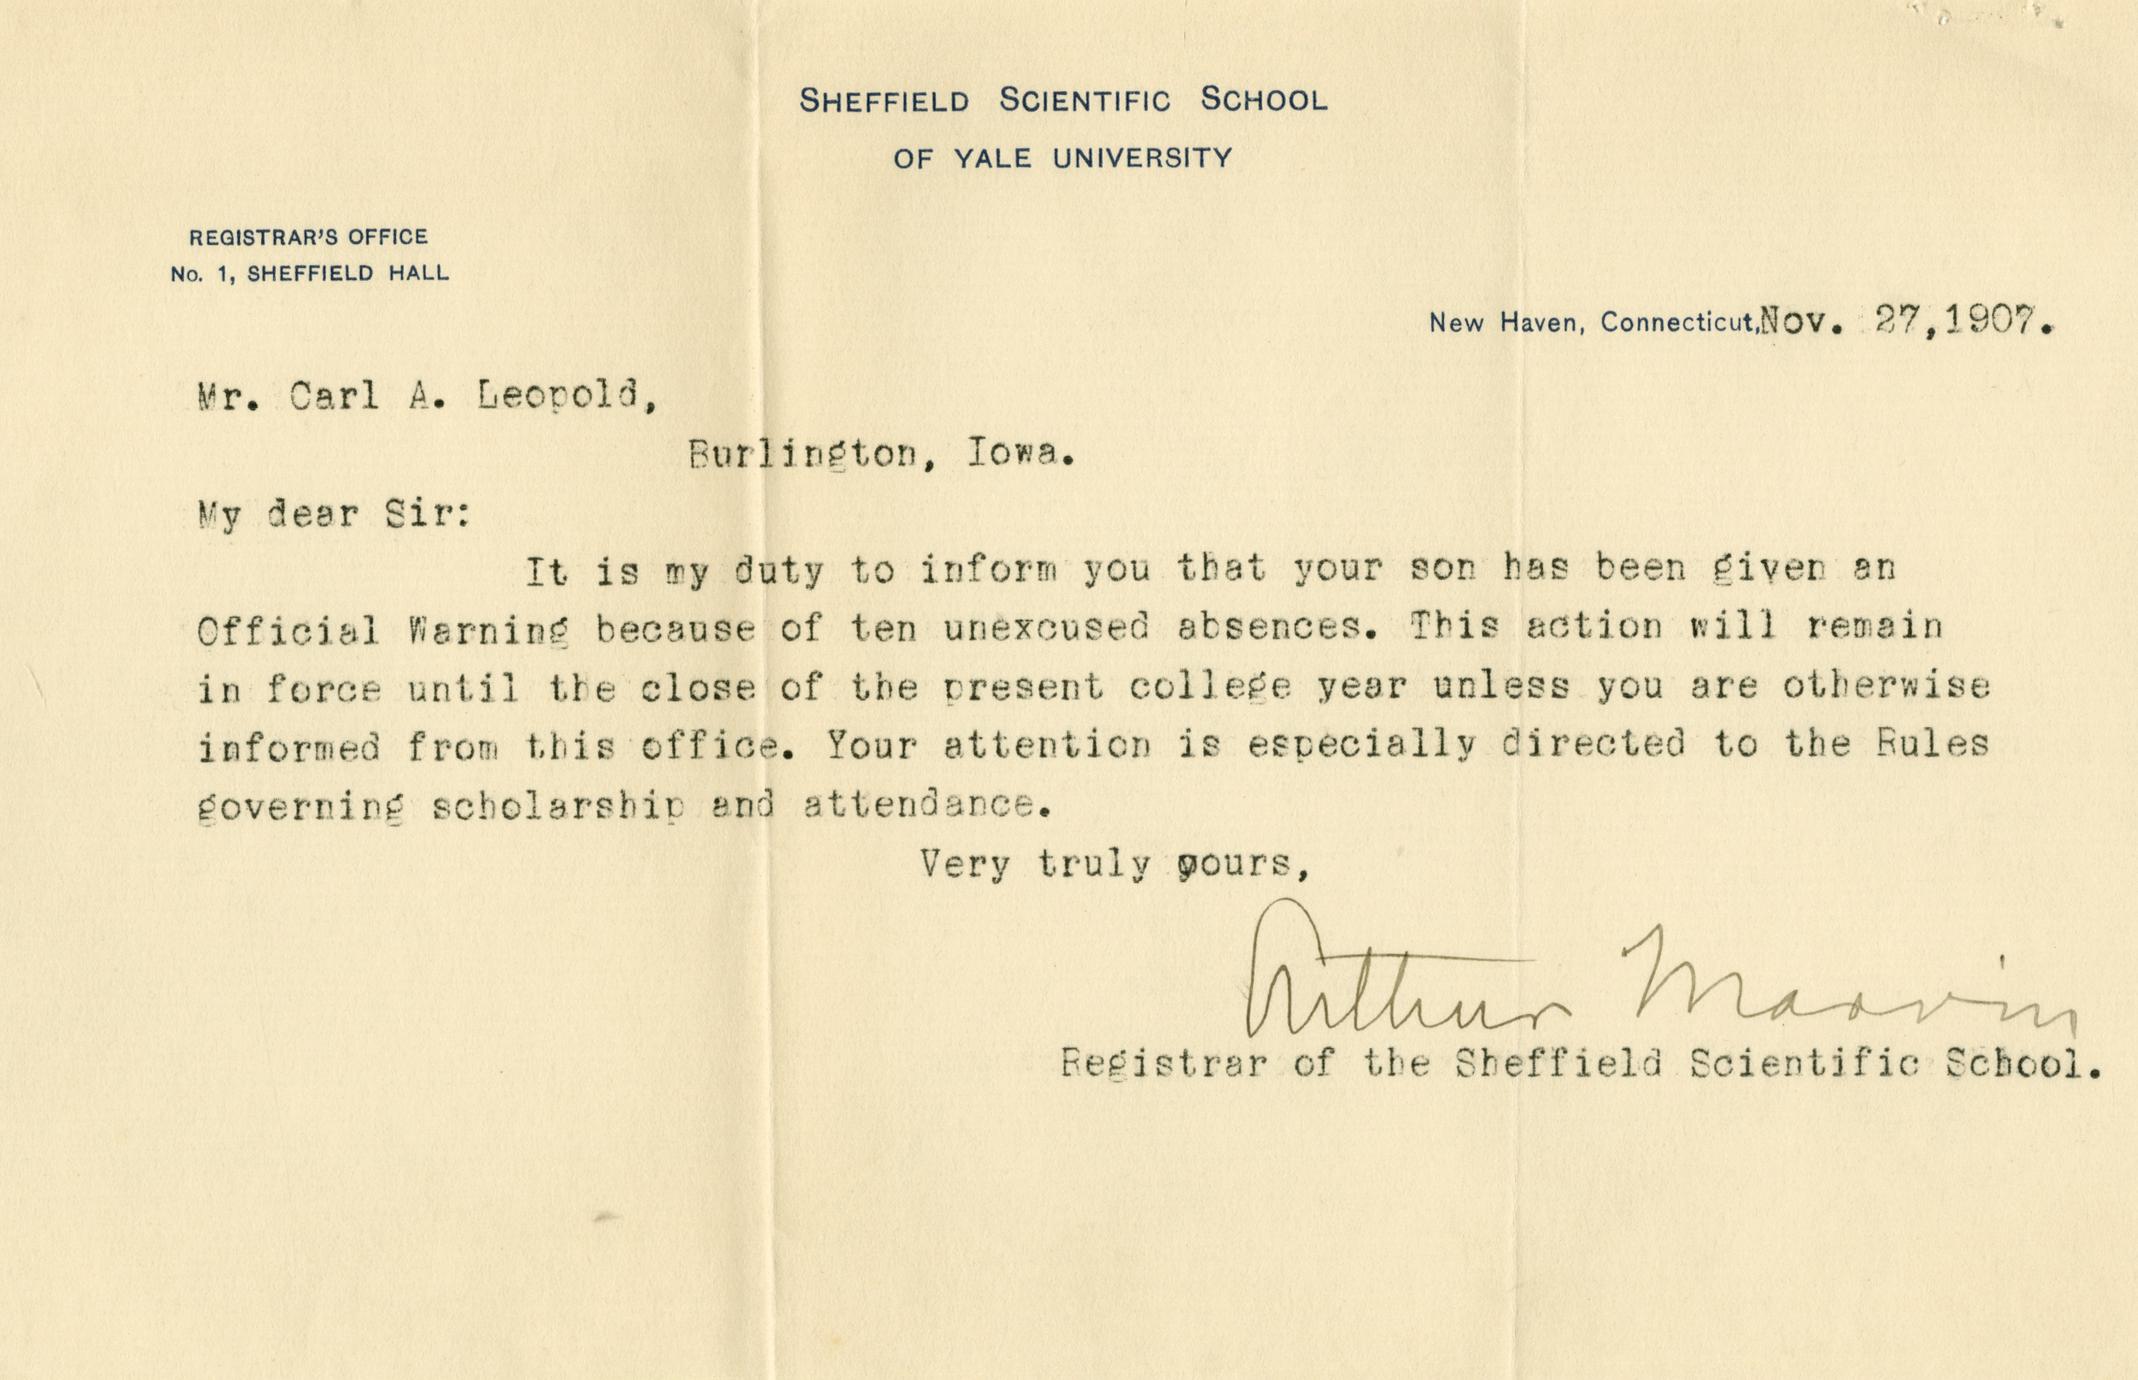 SHEFFIELD SCIENTIFIC SCHOOL
OF YALE UNIVERSITY
REGISTRAR'S OFFICE
No. 1, SHEFFIELD HALL
New Haven, Connecticut, Nov. 27,1907.
Mr. Carl A. Leopold,
Burlington, Iowa.
My dear Sir:
It is my duty to inform you that your son has been given an
Official Warning because of ten unexcused absences. This action will remain
in force until the close of the present college year unless you are otherwise
informed from this office. Your attention is especially directed to the Rules
governing scholarship and attendance.
Very truly yours,
Arthur Marvin
Registrar of the Sheffield Scientific School.